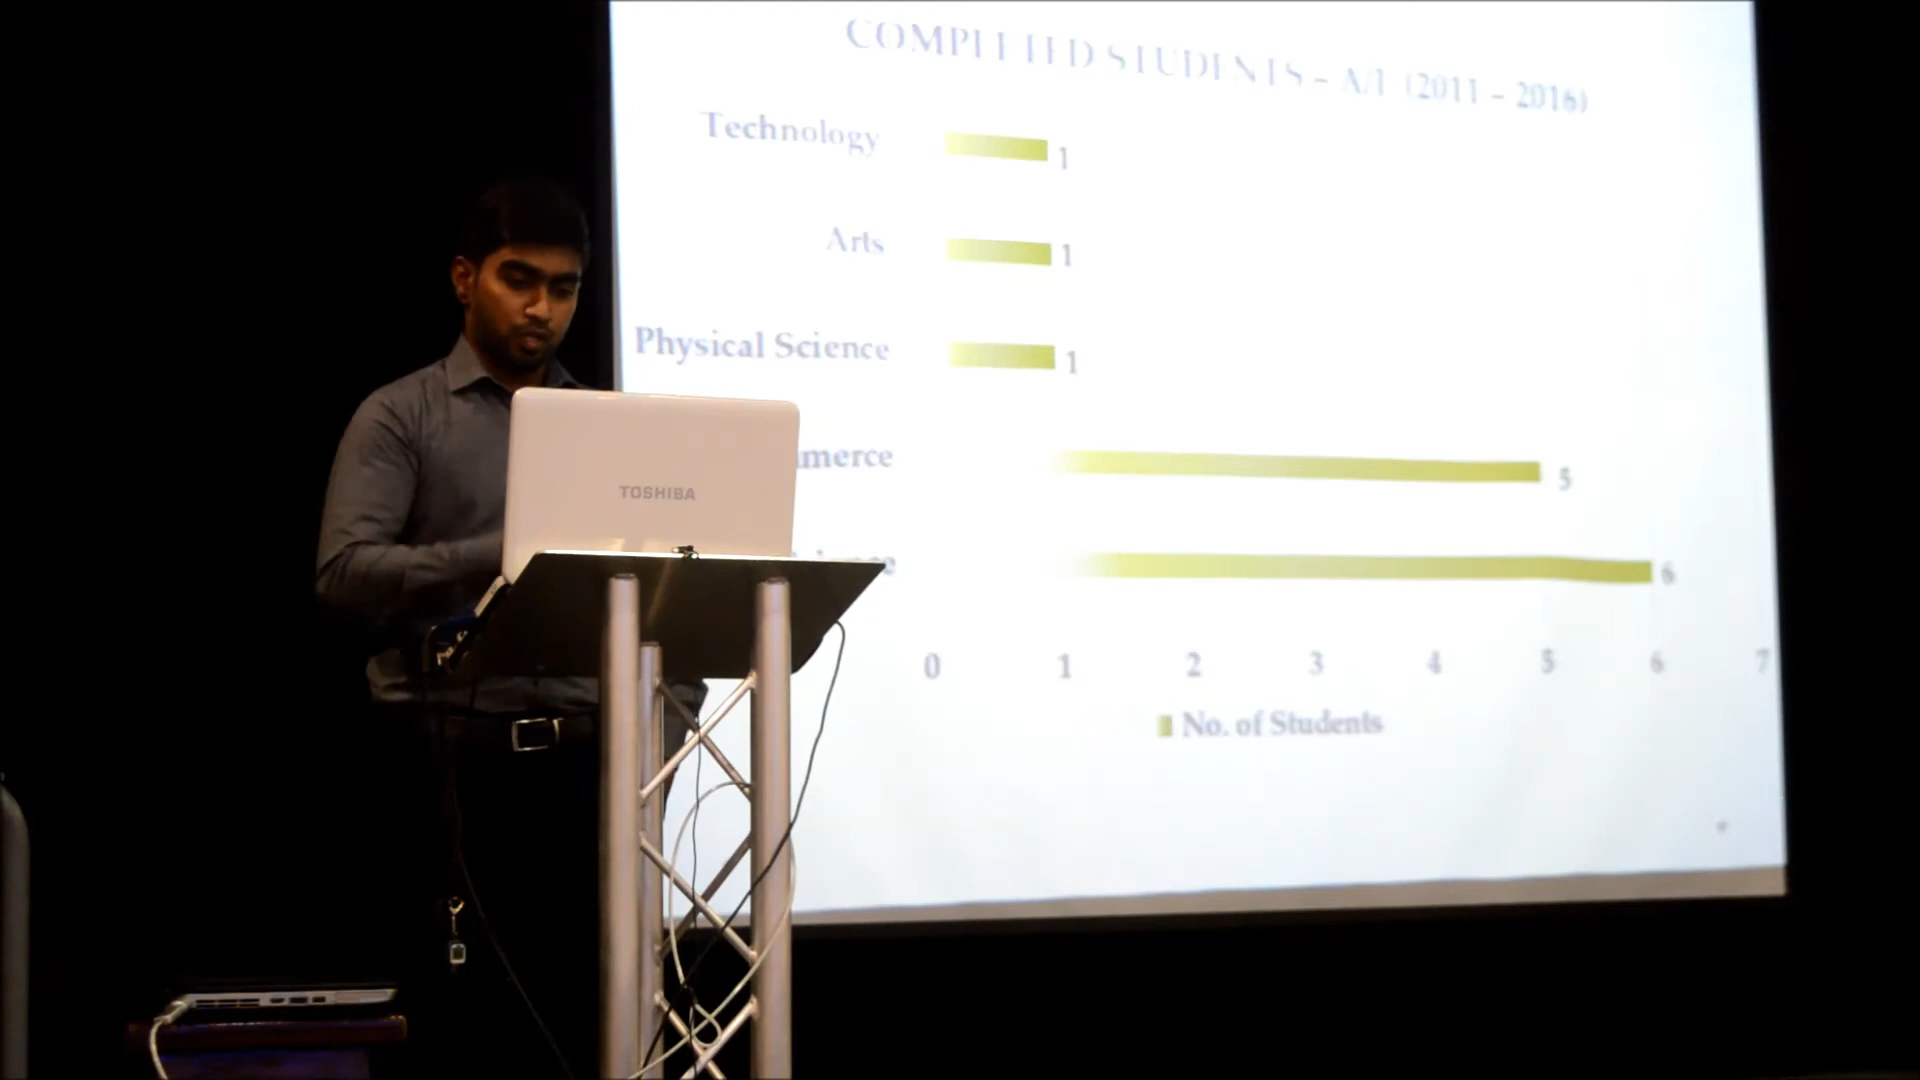 COMPLETED STUDENTS – A/L (2011 – 2016)
Technology 1
Arts 1
Physical Science 1
merce 5
6
0 1 2 3 4 5 6 7
No. of Students
TOSHIBA